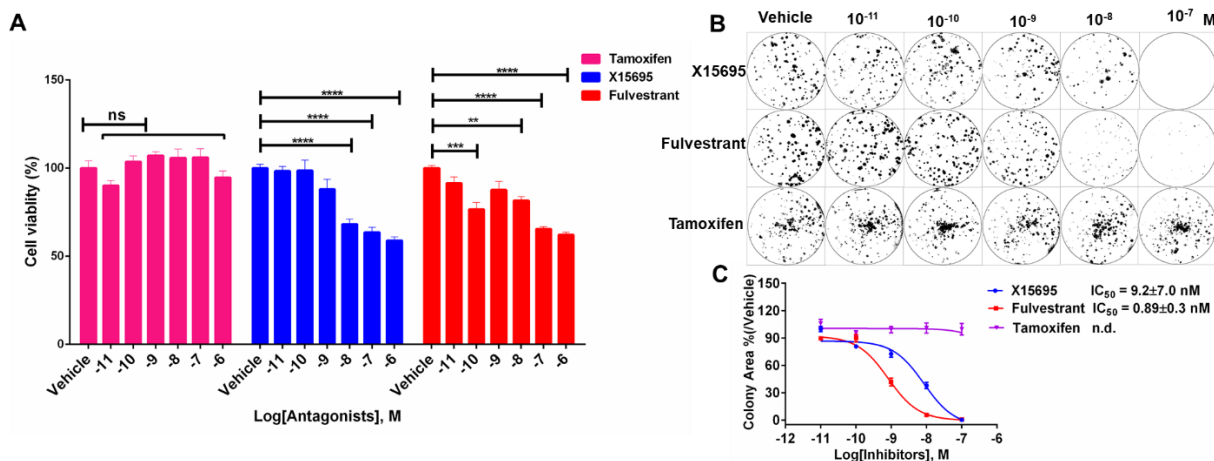 A
Tamoxifen
X15695
Fulvestrant
ns
****
****
****
****
****
**
***
Cell viablity (%)
150
100
50
0
Vehicle -11 -10 -9 -8 -7 -6
Vehicle -11 -10 -9 -8 -7 -6
Vehicle -11 -10 -9 -8 -7 -6
Log[Antagonists], M
B
Vehicle 10-11 10-10 10-9 10-8 10-7 M
X15695
Fulvestrant
Tamoxifen
C
X15695 IC50 = 9.2±7.0 nM
Fulvestrant IC50 = 0.89±0.3 nM
Tamoxifen n.d.
Colony Area %(/Vehicle)
150
120
90
60
30
0
-12 -11 -10 -9 -8 -7 -6
Log[Inhibitors], M